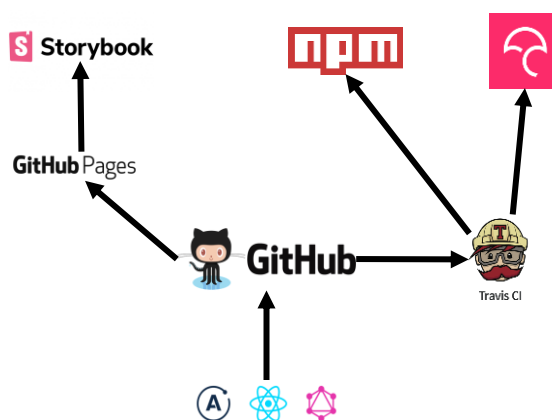 S Storybook
npm
GitHub Pages
GitHub
T
Travis CI
A